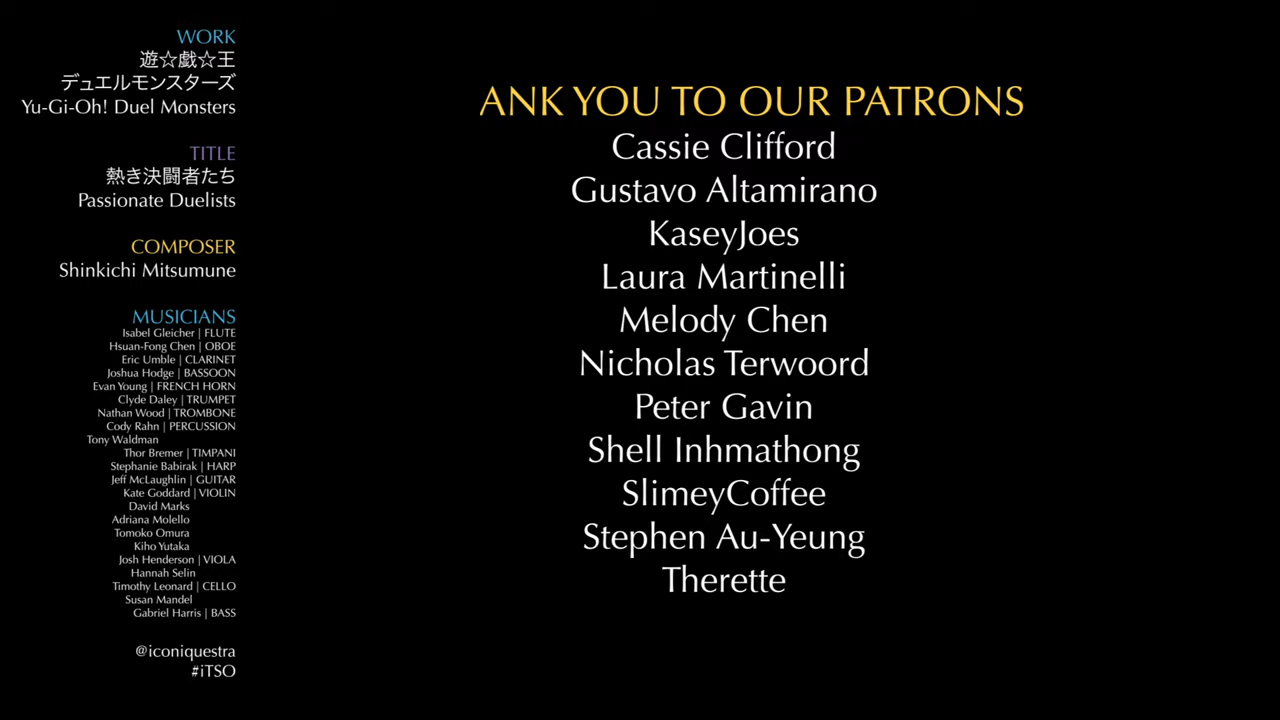 WORK
遊☆戯☆王
デュエルモンスターズ
Yu-Gi-Oh! Duel Monsters
TITLE
熱き決闘者たち
Passionate Duelists
COMPOSER
Shinkichi Mitsumune
MUSICIANS
Isabel Gleicher | FLUTE
Hsuan-Fong Chen | OBOE
Eric Umble | CLARINET
Joshua Hodge | BASSOON
Evan Young | FRENCH HORN
Clyde Daley | TRUMPET
Nathan Wood | TROMBONE
Cody Rahn | PERCUSSION
Tony Waldman
Thor Bremer | TIMPANI
Stephanie Babirak | HARP
Jeff McLaughlin | GUITAR
Kate Goddard | VIOLIN
David Marks
Adriana Molello
Tomoko Omura
Kiho Yutaka
Josh Henderson | VIOLA
Hannah Selin
Timothy Leonard | CELLO
Susan Mandel
Gabriel Harris | BASS
@iconiquestra
#iTSO
ANK YOU TO OUR PATRONS
Cassie Clifford
Gustavo Altamirano
KaseyJoes
Laura Martinelli
Melody Chen
Nicholas Terwoord
Peter Gavin
Shell Inhmathong
SlimeyCoffee
Stephen Au-Yeung
Therette